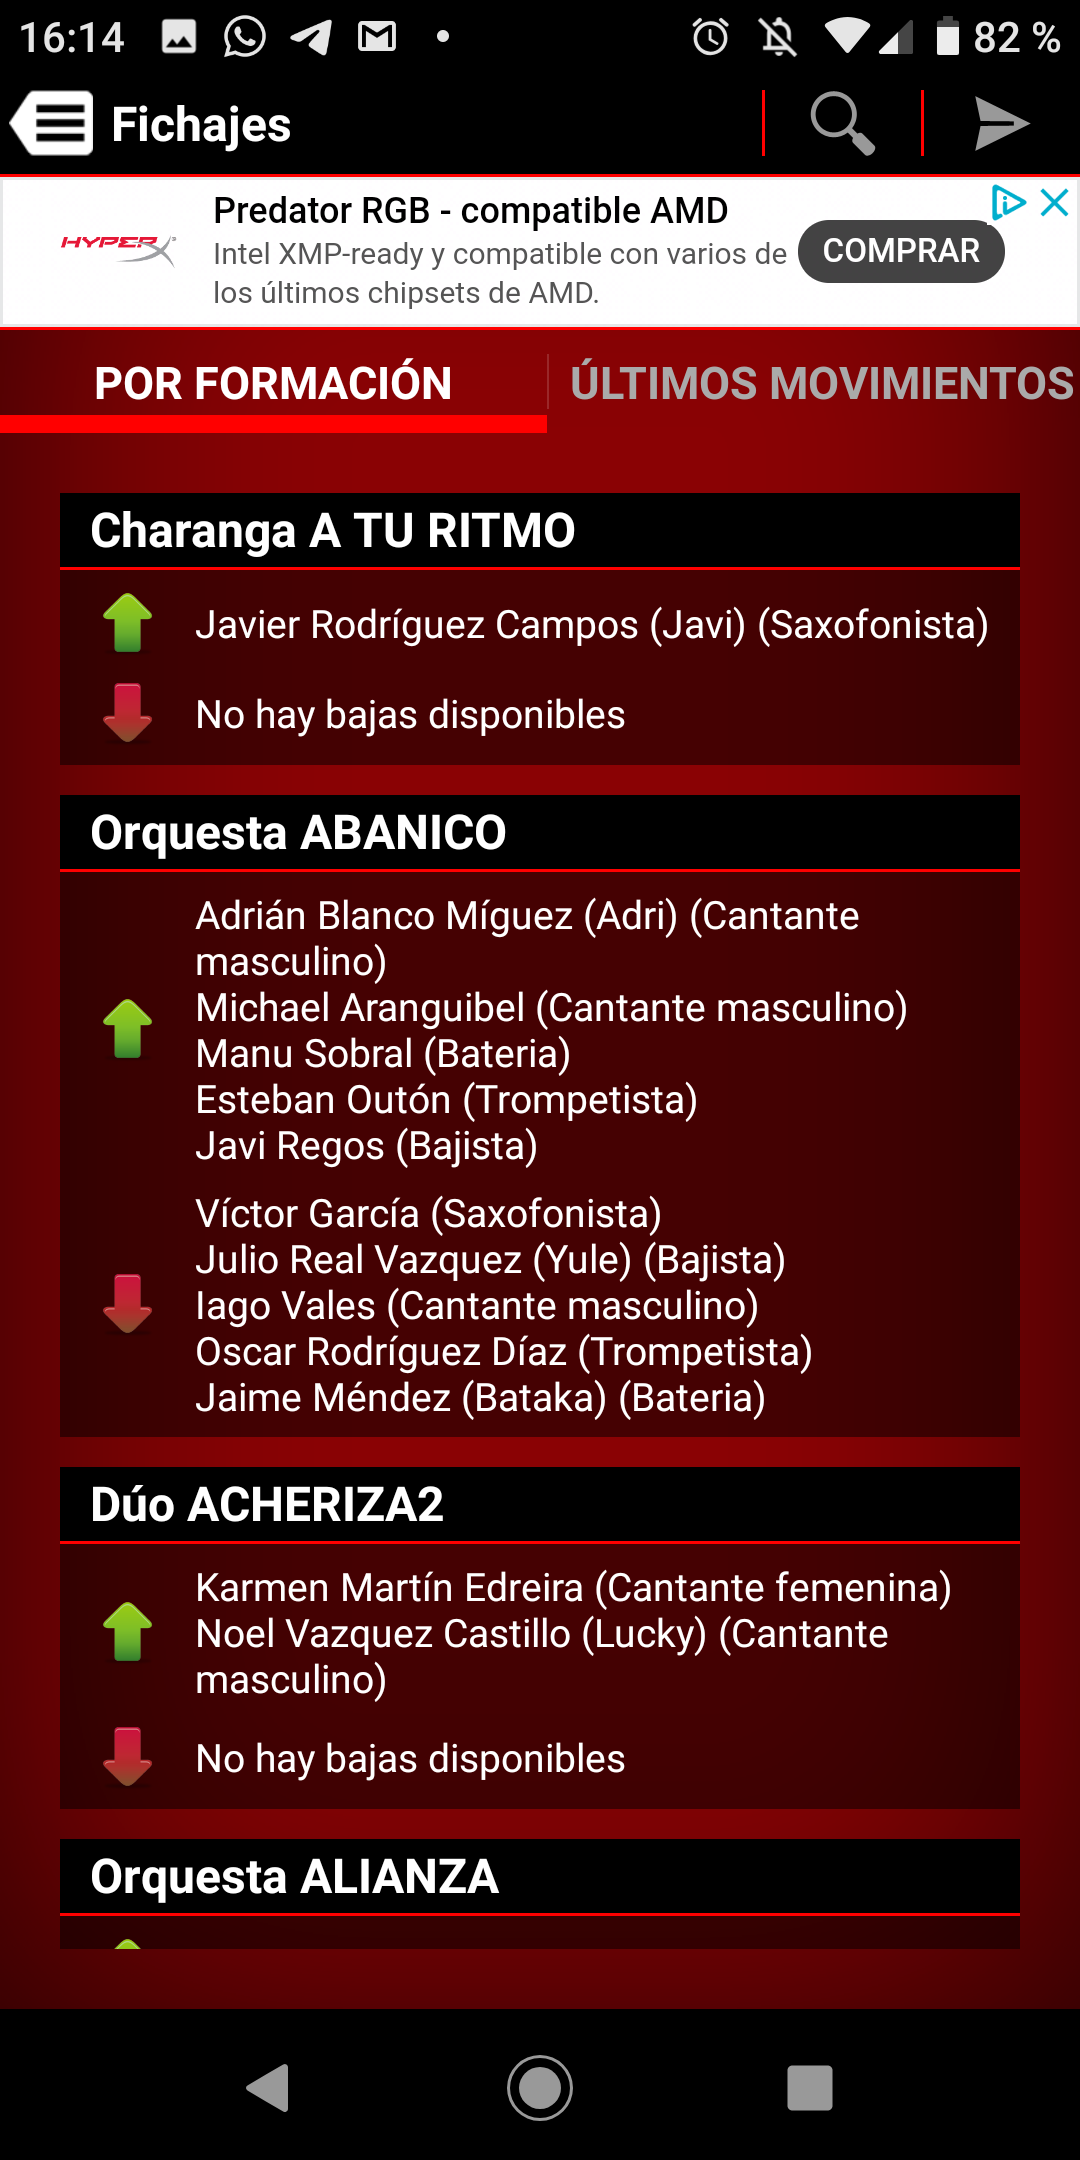 16:14
82 %
Fichajes
HYPERX
Predator RGB - compatible AMD
Intel XMP-ready y compatible con varios de
los últimos chipsets de AMD.
COMPRAR
POR FORMACIÓN
ÚLTIMOS MOVIMIENTOS
Charanga A TU RITMO
Javier Rodríguez Campos (Javi) (Saxofonista)
No hay bajas disponibles
Orquesta ABANICO
Adrián Blanco Míguez (Adri) (Cantante
masculino)
Michael Aranguibel (Cantante masculino)
Manu Sobral (Bateria)
Esteban Outón (Trompetista)
Javi Regos (Bajista)
Víctor García (Saxofonista)
Julio Real Vazquez (Yule) (Bajista)
Iago Vales (Cantante masculino)
Oscar Rodríguez Díaz (Trompetista)
Jaime Méndez (Bataka) (Bateria)
Dúo ACHERIZA2
Karmen Martín Edreira (Cantante femenina)
Noel Vazquez Castillo (Lucky) (Cantante
masculino)
No hay bajas disponibles
Orquesta ALIANZA